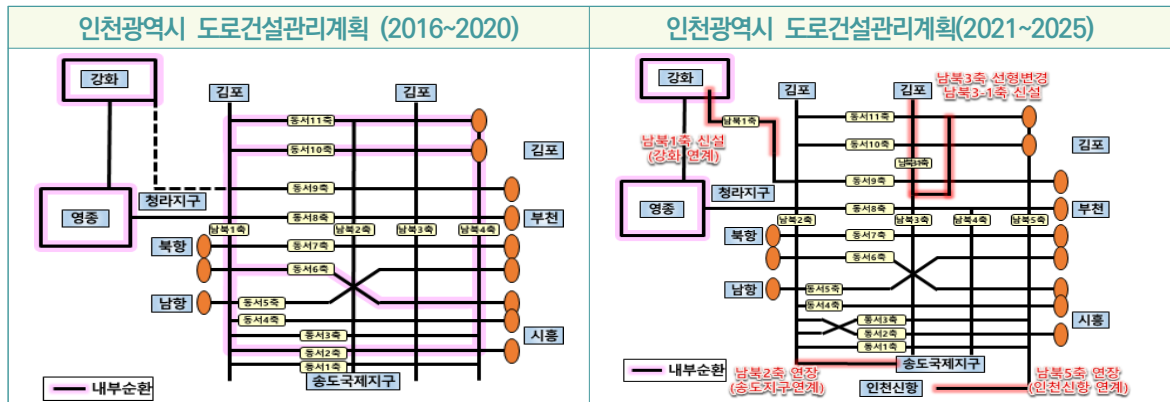 인천광역시 도로건설관리계획 (2016~2020)
강화
김포
김포
동서11축
동서10축
김포
동서9축
청라지구
영종
동서8축
부천
남북1축
남북2축
남북3축
남북4축
북항
동서7축
동서6축
남항
동서5축
동서4축
동서3축
시흥
동서2축
동서1축
송도국제지구
내부순환
인천광역시 도로건설관리계획(2021~2025)
강화
김포
김포
남북3축 선형변경
남북3-1축 신설
남북1축
동서11축
남북1축 신설
(강화 연계)
동서10축
김포
동서9축
청라지구
영종
동서8축
부천
남북2축
남북3축
남북4축
남북5축
북항
동서7축
동서6축
남항
동서5축
동서4축
동서3축
시흥
동서2축
동서1축
송도국제지구
남북2축 연장
(송도지구연계)
인천신항
남북5축 연장
(인천신항 연계)
내부순환